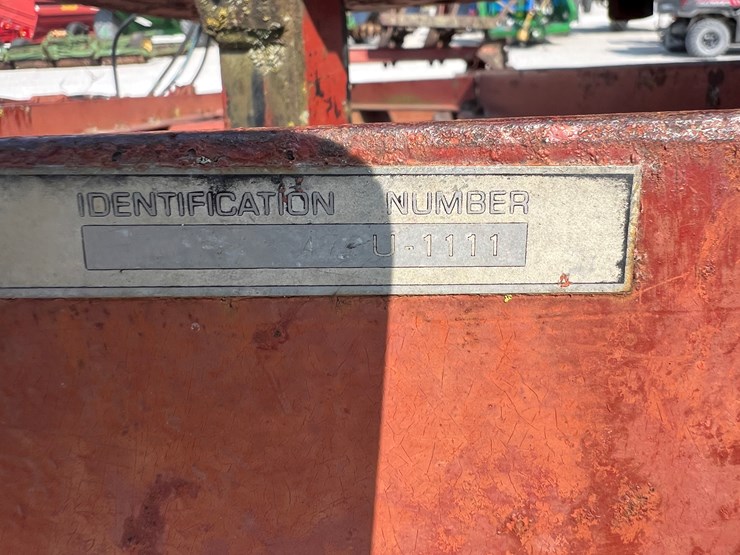 IDENTIFICATION NUMBER
U-1111